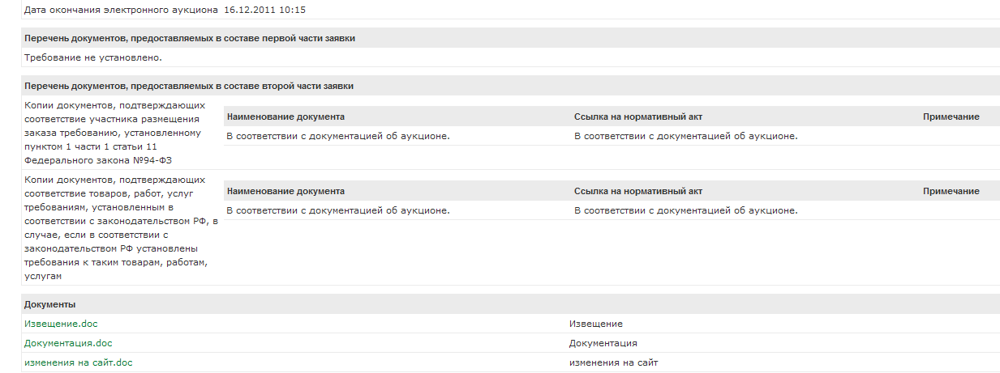 Дата окончания электронного аукциона 16.12.2011 10:15
Перечень документов, предоставляемых в составе первой части заявки
Требование не установлено.
Перечень документов, предоставляемых в составе второй части заявки
Копии документов, подтверждающих
соответствие участника размещения
заказа требованию, установленному
пунктом 1 части 1 статьи 11
Федерального закона №94-ФЗ
Наименование документа Ссылка на нормативный акт Примечание
В соответствии с документацией об аукционе. В соответствии с документацией об аукционе.
Копии документов, подтверждающих
соответствие товаров, работ, услуг
требованиям, установленным в
соответствии с законодательством РФ, в
случае, если в соответствии с
законодательством РФ установлены
требования к таким товарам, работам,
услугам
Наименование документа Ссылка на нормативный акт Примечание
В соответствии с документацией об аукционе. В соответствии с документацией об аукционе.
Документы
Извещение.doc Извещение
Документация.doc Документация
изменения на сайт.doc изменения на сайт